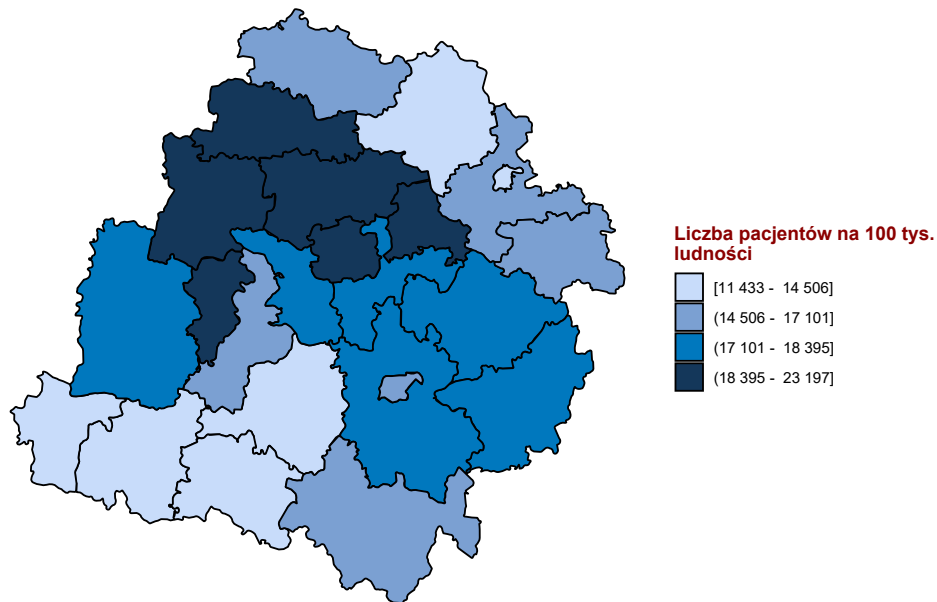 Liczba pacjentów na 100 tys.
ludności
[11 433 - 14 506]
(14 506 - 17 101]
(17 101 - 18 395]
(18 395 - 23 197]